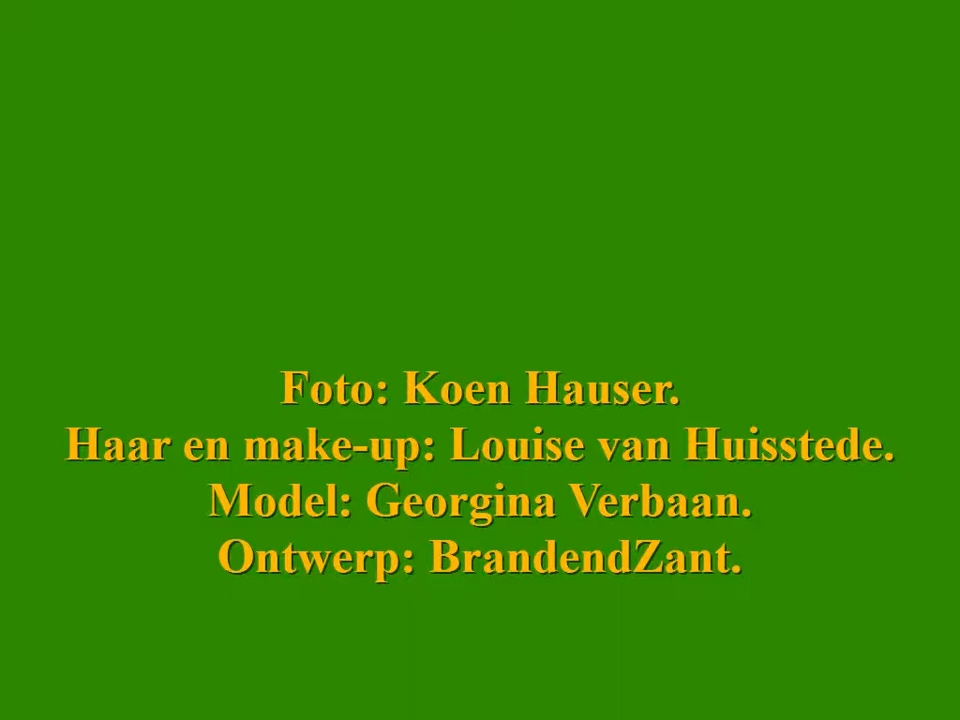 Foto: Koen Hauser.
Haar en make-up: Louise van Huisstede.
Model: Georgina Verbaan.
Ontwerp: BrandendZant.